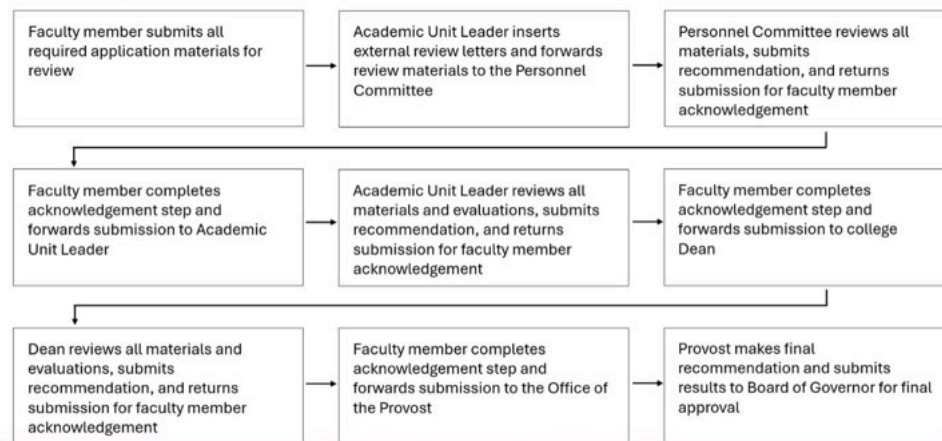 Faculty member submits all
required application materials for
review
Academic Unit Leader inserts
external review letters and forwards
review materials to the Personnel
Committee
Personnel Committee reviews all
materials, submits
recommendation, and returns
submission for faculty member
acknowledgement
Faculty member completes
acknowledgement step and
forwards submission to Academic
Unit Leader
Academic Unit Leader reviews all
materials and evaluations, submits
recommendation, and returns
submission for faculty member
acknowledgement
Faculty member completes
acknowledgement step and
forwards submission to college
Dean
Dean reviews all materials and
evaluations, submits
recommendation, and returns
submission for faculty member
acknowledgement
Faculty member completes
acknowledgement step and
forwards submission to the Office of
the Provost
Provost makes final
recommendation and submits
results to Board of Governor for final
approval